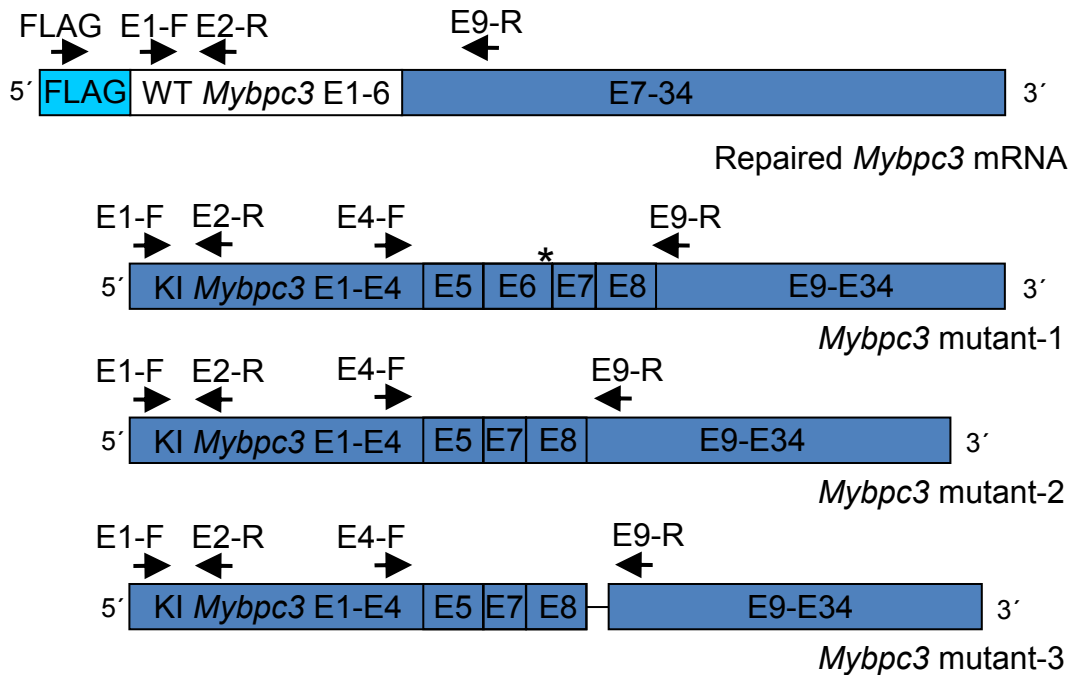 FLAG E1-F E2-R E9-R
5´ FLAG WT Mybpc3 E1-6 E7-34 3´
Repaired Mybpc3 mRNA
E1-F E2-R E4-F E9-R
*
5´ KI Mybpc3 E1-E4 E5 E6 E7 E8 E9-E34 3´
Mybpc3 mutant-1
E1-F E2-R E4-F E9-R
5´ KI Mybpc3 E1-E4 E5 E7 E8 E9-E34 3´
Mybpc3 mutant-2
E1-F E2-R E4-F E9-R
5´ KI Mybpc3 E1-E4 E5 E7 E8 E9-E34 3´
Mybpc3 mutant-3